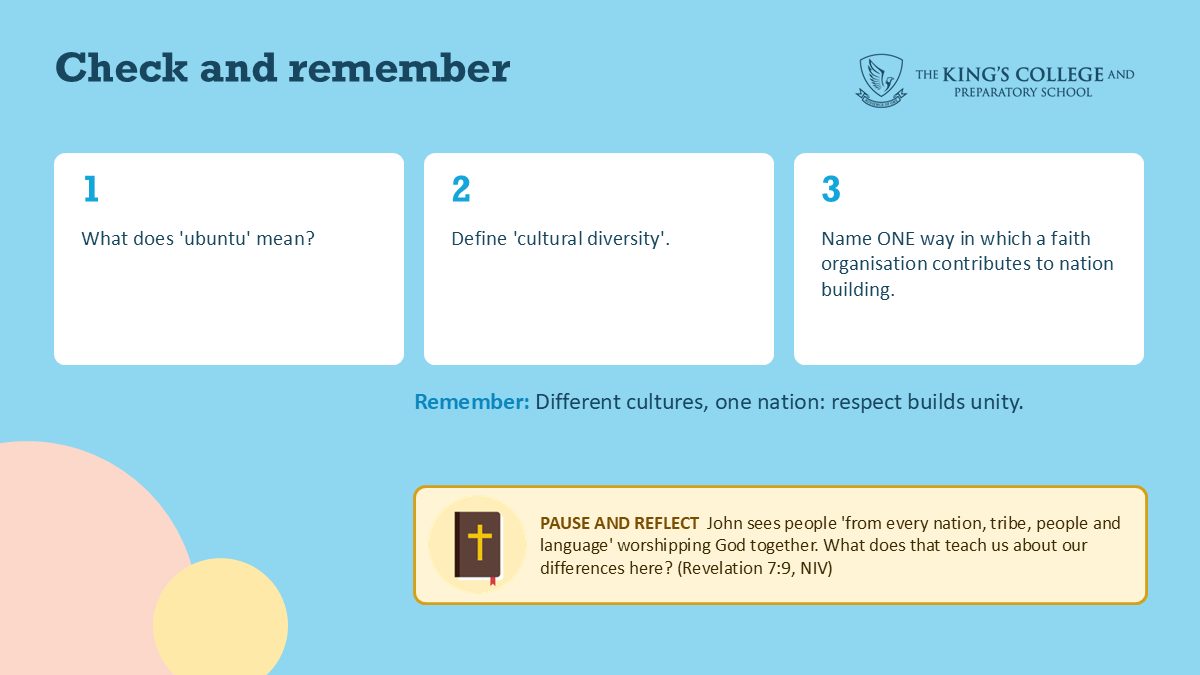 Check and remember
THE KING'S COLLEGE AND
PREPARATORY SCHOOL
1
What does 'ubuntu' mean?
2
Define 'cultural diversity'.
3
Name ONE way in which a faith
organisation contributes to nation
building.
Remember: Different cultures, one nation: respect builds unity.
PAUSE AND REFLECT John sees people 'from every nation, tribe, people and
language' worshipping God together. What does that teach us about our
differences here? (Revelation 7:9, NIV)